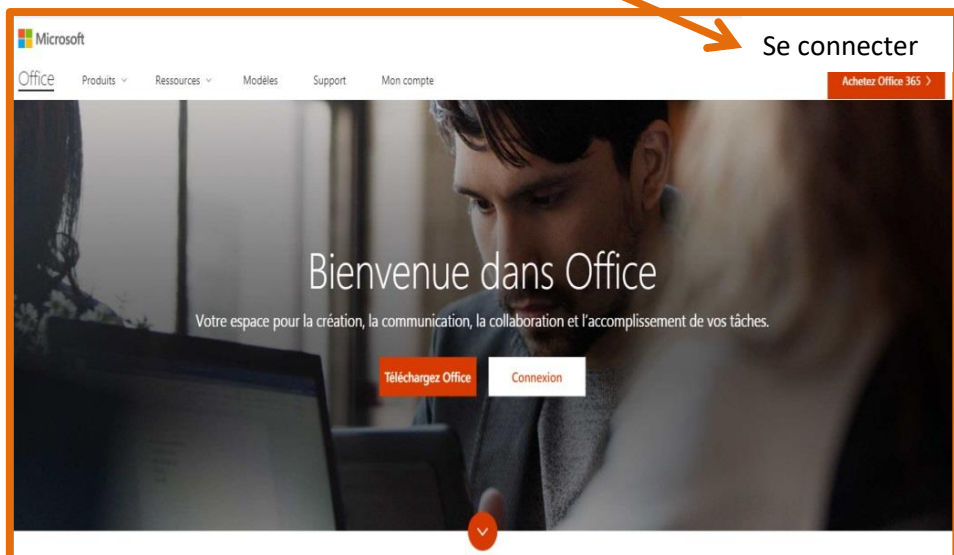 Microsoft
Se connecter
Office Produits Ressources Modèles Support Mon compte
Achetez Office 365
Bienvenue dans Office
Votre espace pour la création, la communication, la collaboration et l'accomplissement de vos tâches.
Téléchargez Office Connexion